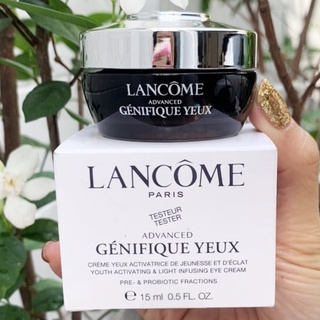 LANCÔME
ADVANCED
GÉNIFIQUE YEUX
LANCÔME
PARIS
TESTEUR
TESTER
ADVANCED
GÉNIFIQUE YEUX
CRÈME YEUX ACTIVATRICE DE JEUNESSE ET D'ÉCLAT
YOUTH ACTIVATING & LIGHT INFUSING EYE CREAM
PRE- & PROBIOTIC FRACTIONS
℮ 15 ml 0.5 FL. OZ.